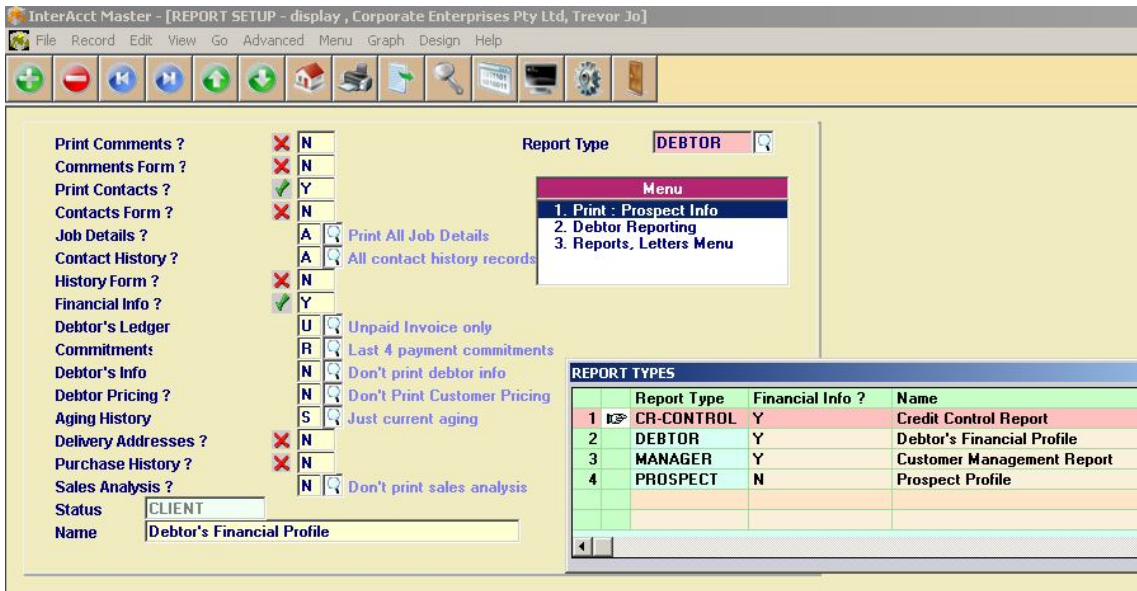 InterAcct Master - [REPORT SETUP - display , Corporate Enterprises Pty Ltd, Trevor Jo]
File Record Edit View Go Advanced Menu Graph Design Help
Print Comments ? N Report Type DEBTOR
Comments Form ? N
Print Contacts ? Y Menu
Contacts Form ? N 1. Print : Prospect Info
Job Details ? A Print All Job Details 2. Debtor Reporting
Contact History ? A All contact history records 3. Reports, Letters Menu
History Form ? N
Financial Info ? Y
Debtor's Ledger U Unpaid Invoice only
Commitments R Last 4 payment commitments
Debtor's Info N Don't print debtor info
Debtor Pricing ? N Don't Print Customer Pricing
Aging History S Just current aging
Delivery Addresses ? N
Purchase History ? N
Sales Analysis ? N Don't print sales analysis
Status CLIENT
Name Debtor's Financial Profile
REPORT TYPES
Report Type Financial Info ? Name
1 CR-CONTROL Y Credit Control Report
2 DEBTOR Y Debtor's Financial Profile
3 MANAGER Y Customer Management Report
4 PROSPECT N Prospect Profile